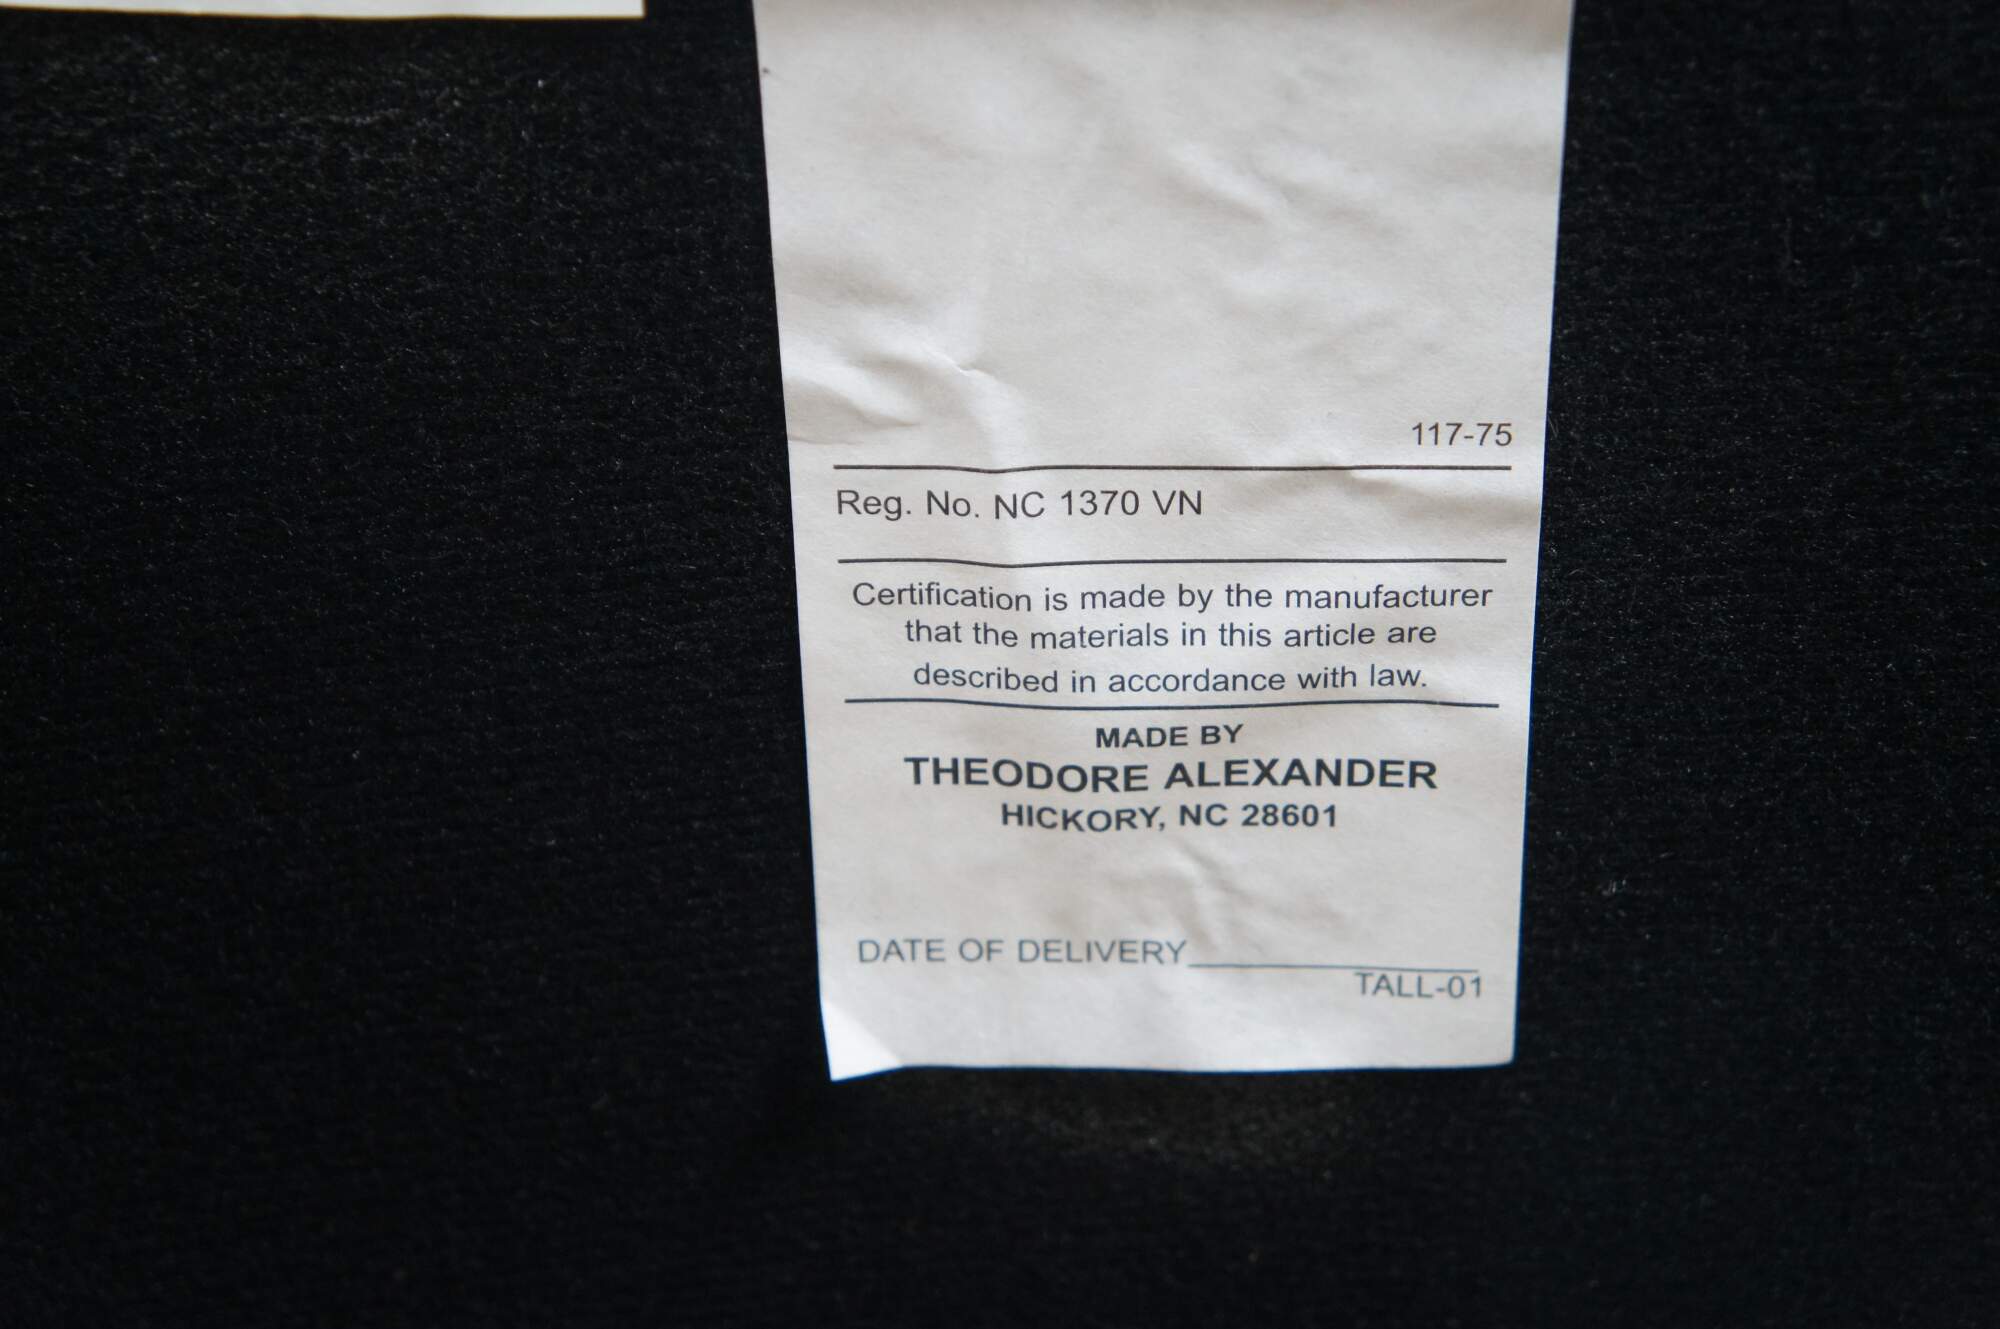 117-75
Reg. No. NC 1370 VN
Certification is made by the manufacturer
that the materials in this article are
described in accordance with law.
MADE BY
THEODORE ALEXANDER
HICKORY, NC 28601
DATE OF DELIVERY
TALL-01